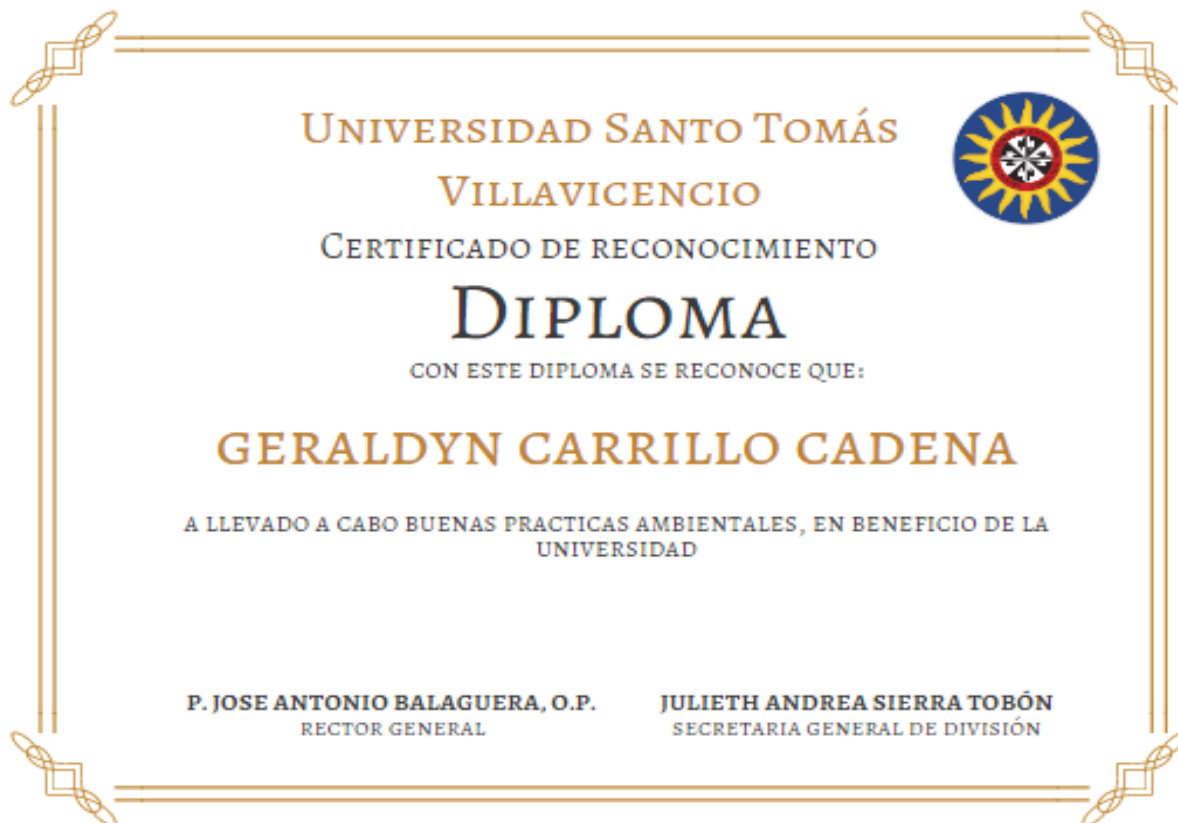 Universidad Santo Tomás
Villavicencio
Certificado de reconocimiento
Diploma
con este diploma se reconoce que:
GERALDYN CARRILLO CADENA
A LLEVADO A CABO BUENAS PRACTICAS AMBIENTALES, EN BENEFICIO DE LA
UNIVERSIDAD
P. JOSE ANTONIO BALAGUERA, O.P.
RECTOR GENERAL
JULIETH ANDREA SIERRA TOBÓN
SECRETARIA GENERAL DE DIVISIÓN